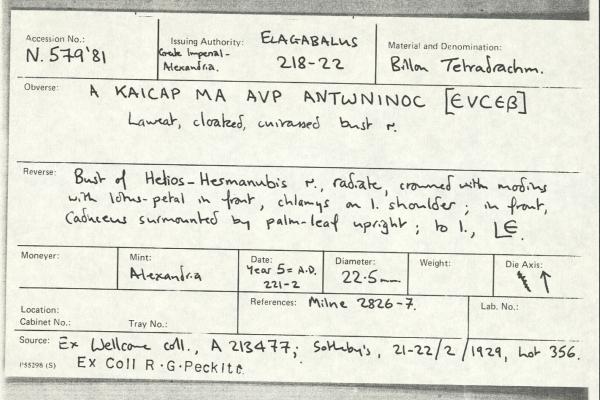 Accession No.:
N. 579'81
Issuing Authority: ELAGABALUS
Greek Imperial -
Alexandria. 218-22
Material and Denomination:
Billon Tetradrachm.
Obverse: A KAICAP MA AVP ANTWNINOC [ЄVCЄB]
Laureat, cloaked, cuirassed bust r.
Reverse: Bust of Helios-Hermanubis r., radiate, crowned with modius
with lotus-petal in front, chlamys on l. shoulder; in front,
Caduceus surmounted by palm-leaf upright; to l., LЄ.
Moneyer:
Mint:
Alexandria
Date:
Year 5 = A.D.
221-2
Diameter:
22.5mm
Weight:
Die Axis:
↑
Location:
Cabinet No.: Tray No.:
References: Milne 2826-7.
Lab. No.:
Source: Ex Wellcome coll., A 213477; Sotheby's, 21-22/2/1929, Lot 356.
P55298 (S) Ex Coll R.G.Peckitt